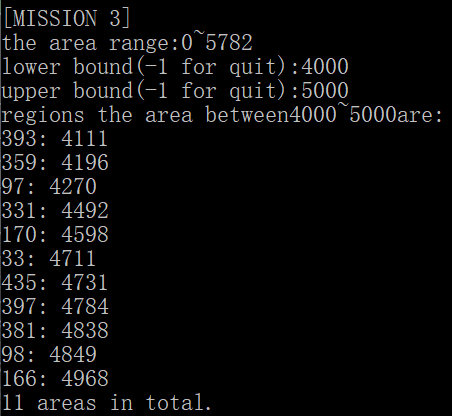 [MISSION 3]
the area range:0~5782
lower bound(-1 for quit):4000
upper bound(-1 for quit):5000
regions the area between4000~5000are:
393: 4111
359: 4196
97: 4270
331: 4492
170: 4598
33: 4711
435: 4731
397: 4784
381: 4838
98: 4849
166: 4968
11 areas in total.